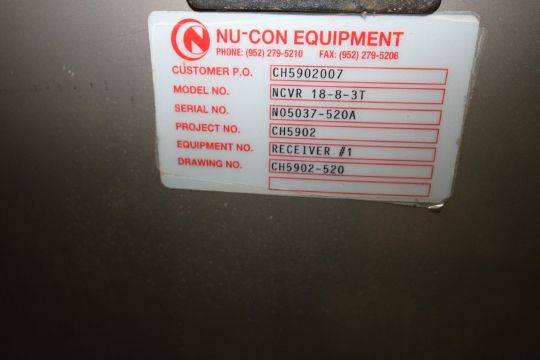 NU-CON EQUIPMENT
PHONE: (952) 279-5210 FAX: (952) 279-5206
CUSTOMER P.O. CH5902007
MODEL NO. NCVR 18-8-3T
SERIAL NO. N05037-520A
PROJECT NO. CH5902
EQUIPMENT NO. RECEIVER #1
DRAWING NO. CH5902-520